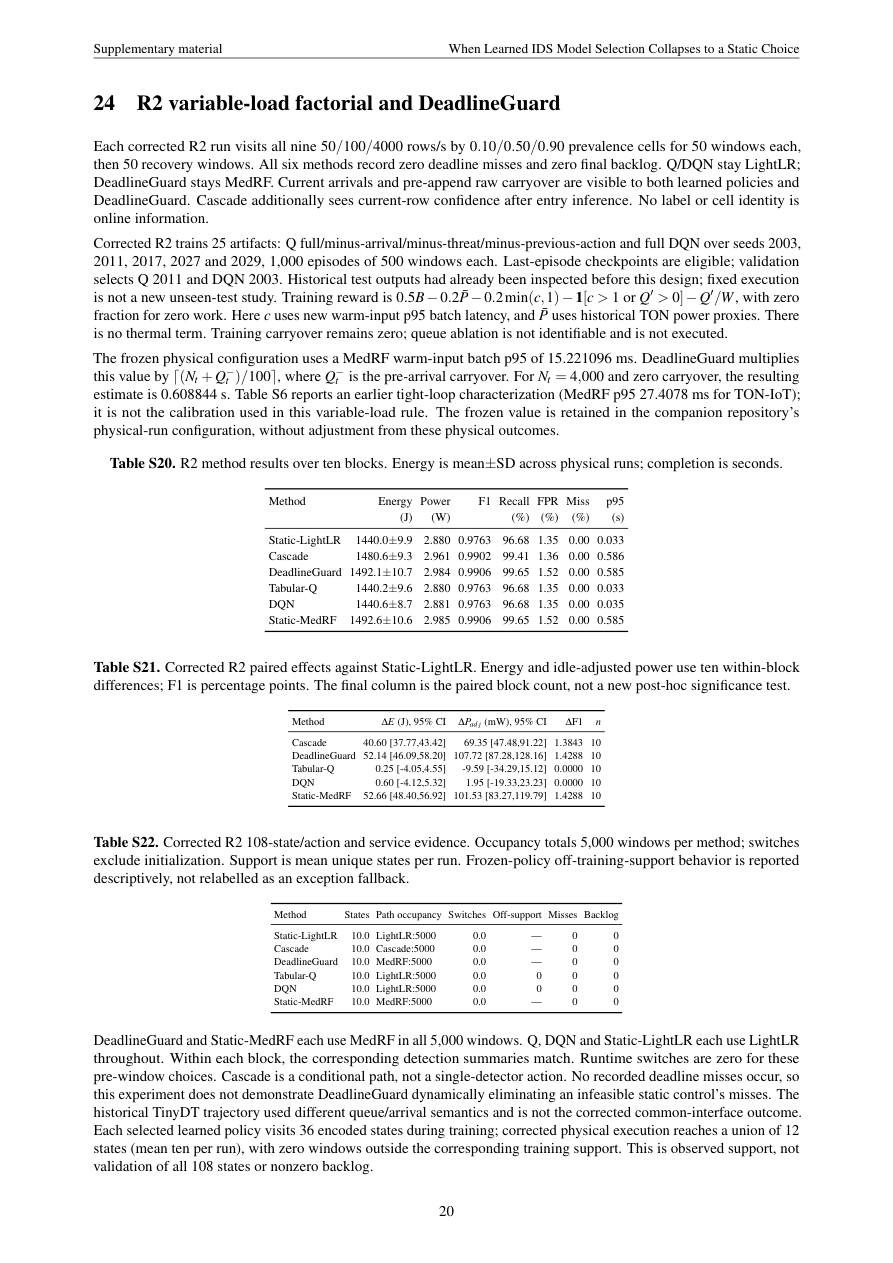 Supplementary material When Learned IDS Model Selection Collapses to a Static Choice
24 R2 variable-load factorial and DeadlineGuard
Each corrected R2 run visits all nine 50/100/4000 rows/s by 0.10/0.50/0.90 prevalence cells for 50 windows each,
then 50 recovery windows. All six methods record zero deadline misses and zero final backlog. Q/DQN stay LightLR;
DeadlineGuard stays MedRF. Current arrivals and pre-append raw carryover are visible to both learned policies and
DeadlineGuard. Cascade additionally sees current-row confidence after entry inference. No label or cell identity is
online information.
Corrected R2 trains 25 artifacts: Q full/minus-arrival/minus-threat/minus-previous-action and full DQN over seeds 2003,
2011, 2017, 2027 and 2029, 1,000 episodes of 500 windows each. Last-episode checkpoints are eligible; validation
selects Q 2011 and DQN 2003. Historical test outputs had already been inspected before this design; fixed execution
is not a new unseen-test study. Training reward is 0.5B − 0.2P̄ − 0.2 min(c, 1) − 1[c > 1 or Q′ > 0] − Q′/W, with zero
fraction for zero work. Here c uses new warm-input p95 batch latency, and P̄ uses historical TON power proxies. There
is no thermal term. Training carryover remains zero; queue ablation is not identifiable and is not executed.
The frozen physical configuration uses a MedRF warm-input batch p95 of 15.221096 ms. DeadlineGuard multiplies
this value by ⌈(Nₜ + Qₜ⁻)/100⌉, where Qₜ⁻ is the pre-arrival carryover. For Nₜ = 4,000 and zero carryover, the resulting
estimate is 0.608844 s. Table S6 reports an earlier tight-loop characterization (MedRF p95 27.4078 ms for TON-IoT);
it is not the calibration used in this variable-load rule. The frozen value is retained in the companion repository's
physical-run configuration, without adjustment from these physical outcomes.
Table S20. R2 method results over ten blocks. Energy is mean±SD across physical runs; completion is seconds.
Method Energy Power F1 Recall FPR Miss p95
(J) (W) (%) (%) (%) (s)
Static-LightLR 1440.0±9.9 2.880 0.9763 96.68 1.35 0.00 0.033
Cascade 1480.6±9.3 2.961 0.9902 99.41 1.36 0.00 0.586
DeadlineGuard 1492.1±10.7 2.984 0.9906 99.65 1.52 0.00 0.585
Tabular-Q 1440.2±9.6 2.880 0.9763 96.68 1.35 0.00 0.033
DQN 1440.6±8.7 2.881 0.9763 96.68 1.35 0.00 0.035
Static-MedRF 1492.6±10.6 2.985 0.9906 99.65 1.52 0.00 0.585
Table S21. Corrected R2 paired effects against Static-LightLR. Energy and idle-adjusted power use ten within-block
differences; F1 is percentage points. The final column is the paired block count, not a new post-hoc significance test.
Method ΔE (J), 95% CI ΔPadj (mW), 95% CI ΔF1 n
Cascade 40.60 [37.77,43.42] 69.35 [47.48,91.22] 1.3843 10
DeadlineGuard 52.14 [46.09,58.20] 107.72 [87.28,128.16] 1.4288 10
Tabular-Q 0.25 [-4.05,4.55] -9.59 [-34.29,15.12] 0.0000 10
DQN 0.60 [-4.12,5.32] 1.95 [-19.33,23.23] 0.0000 10
Static-MedRF 52.66 [48.40,56.92] 101.53 [83.27,119.79] 1.4288 10
Table S22. Corrected R2 108-state/action and service evidence. Occupancy totals 5,000 windows per method; switches
exclude initialization. Support is mean unique states per run. Frozen-policy off-training-support behavior is reported
descriptively, not relabelled as an exception fallback.
Method States Path occupancy Switches Off-support Misses Backlog
Static-LightLR 10.0 LightLR:5000 0.0 — 0 0
Cascade 10.0 Cascade:5000 0.0 — 0 0
DeadlineGuard 10.0 MedRF:5000 0.0 — 0 0
Tabular-Q 10.0 LightLR:5000 0.0 0 0 0
DQN 10.0 LightLR:5000 0.0 0 0 0
Static-MedRF 10.0 MedRF:5000 0.0 — 0 0
DeadlineGuard and Static-MedRF each use MedRF in all 5,000 windows. Q, DQN and Static-LightLR each use LightLR
throughout. Within each block, the corresponding detection summaries match. Runtime switches are zero for these
pre-window choices. Cascade is a conditional path, not a single-detector action. No recorded deadline misses occur, so
this experiment does not demonstrate DeadlineGuard dynamically eliminating an infeasible static control's misses. The
historical TinyDT trajectory used different queue/arrival semantics and is not the corrected common-interface outcome.
Each selected learned policy visits 36 encoded states during training; corrected physical execution reaches a union of 12
states (mean ten per run), with zero windows outside the corresponding training support. This is observed support, not
validation of all 108 states or nonzero backlog.
20